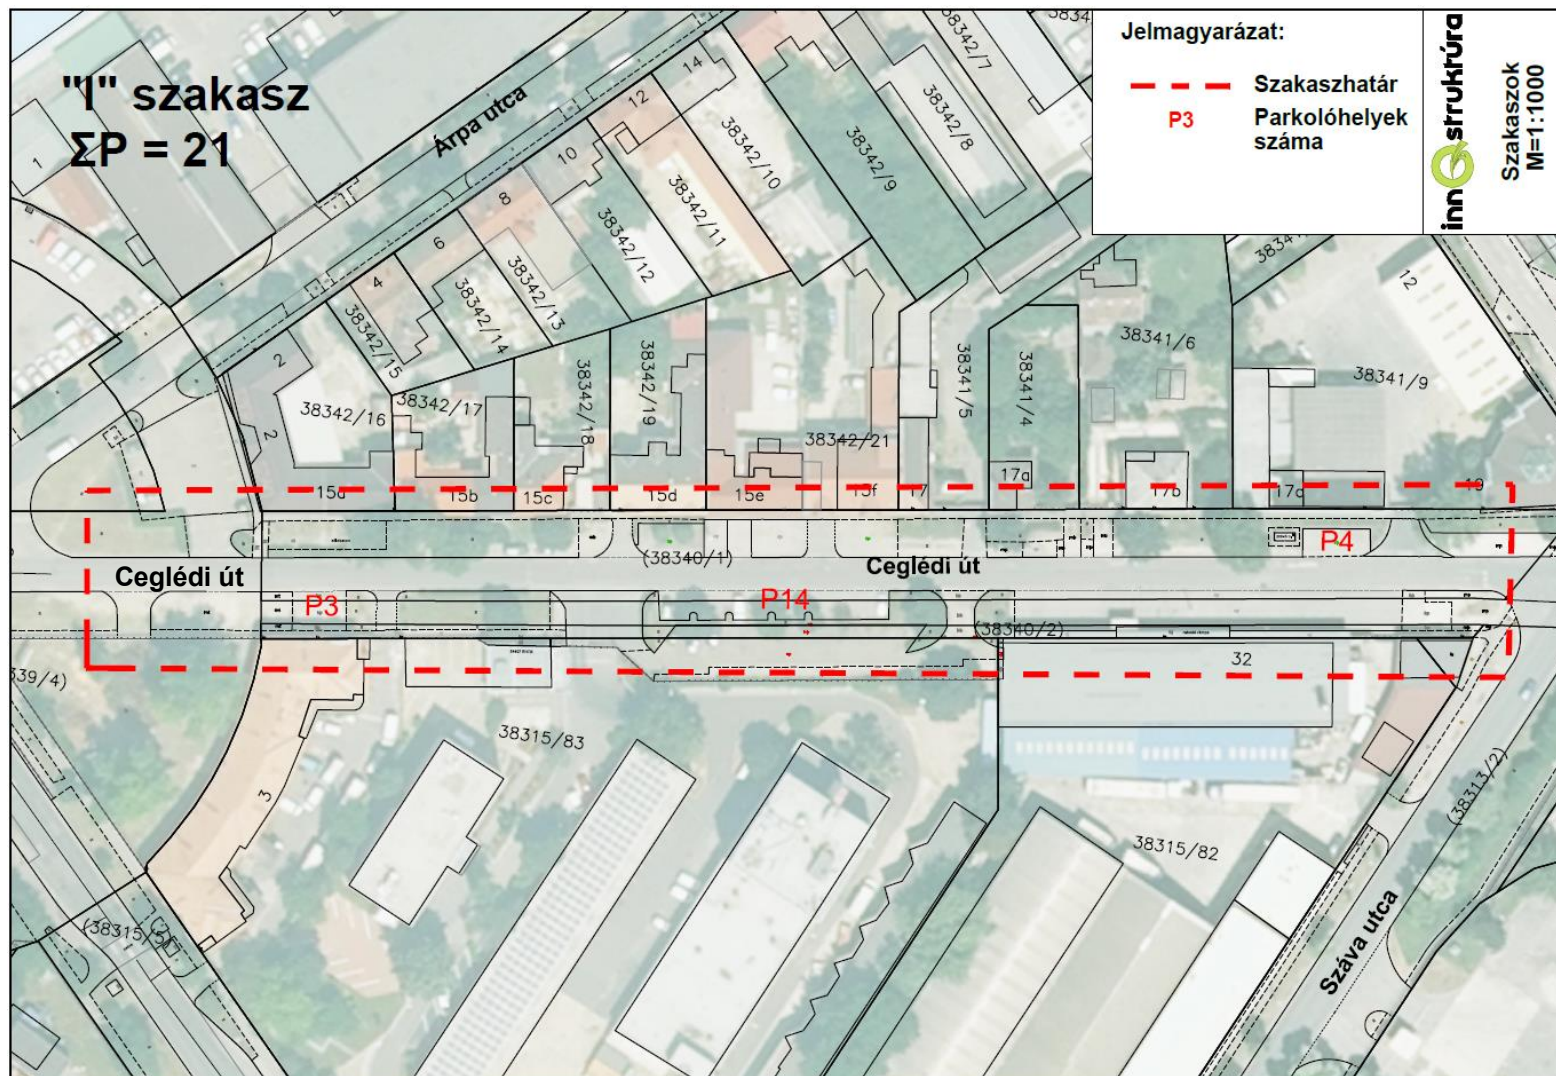 "I" szakasz
ΣP = 21
Jelmagyarázat:
Szakaszhatár
P3
Parkolóhelyek
száma
innOstrukrúra
Szakaszok
M=1:1000
Árpa utca
1
14
12
10
8
6
4
2
2
38342/7
38342/8
38342/9
38342/10
38342/11
38342/12
38342/13
38342/14
38342/15
38342/16
38342/17
38342/18
38342/19
38342/21
38341/5
38341/4
38341/6
38341/9
12
15a
15b
15c
15d
15e
15f
17
17a
17b
17c
19
(38340/1)
Ceglédi út
Ceglédi út
P4
P3
P14
(38340/2)
32
339/4)
38315/83
3
38315/82
(38313/2)
Száva utca